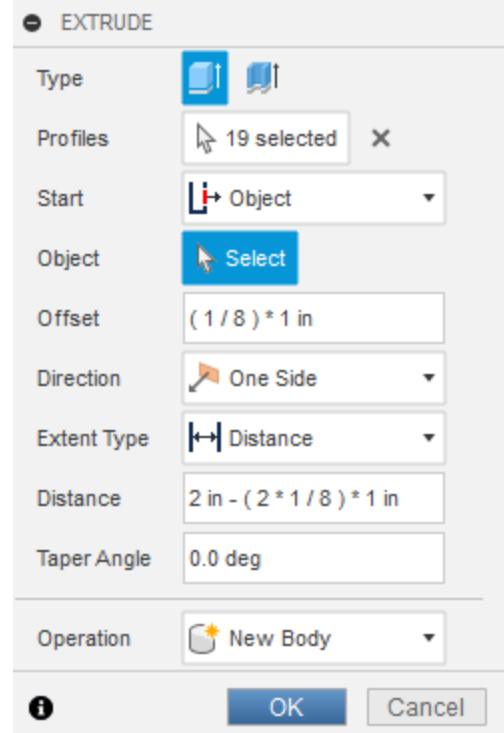 EXTRUDE
Type
Profiles 19 selected
Start Object
Object Select
Offset ( 1 / 8 ) * 1 in
Direction One Side
Extent Type Distance
Distance 2 in - ( 2 * 1 / 8 ) * 1 in
Taper Angle 0.0 deg
Operation New Body
OK Cancel